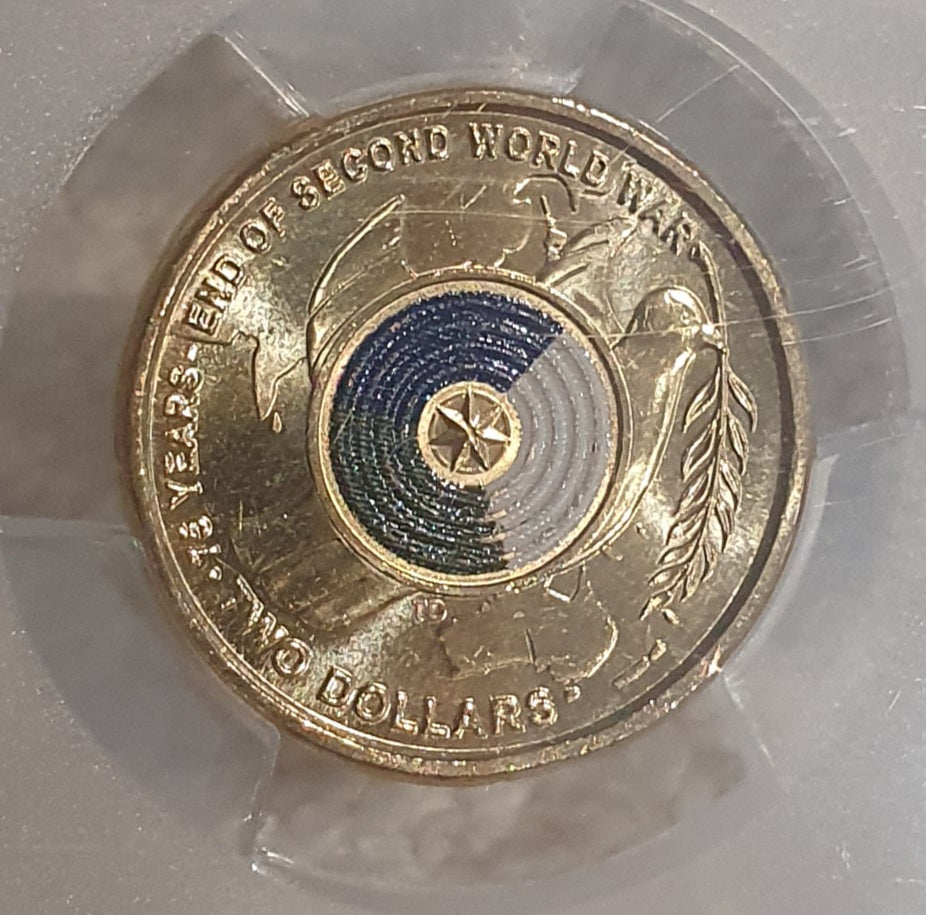 ·75 YEARS·END OF SECOND WORLD WAR·
TWO DOLLARS·
TD